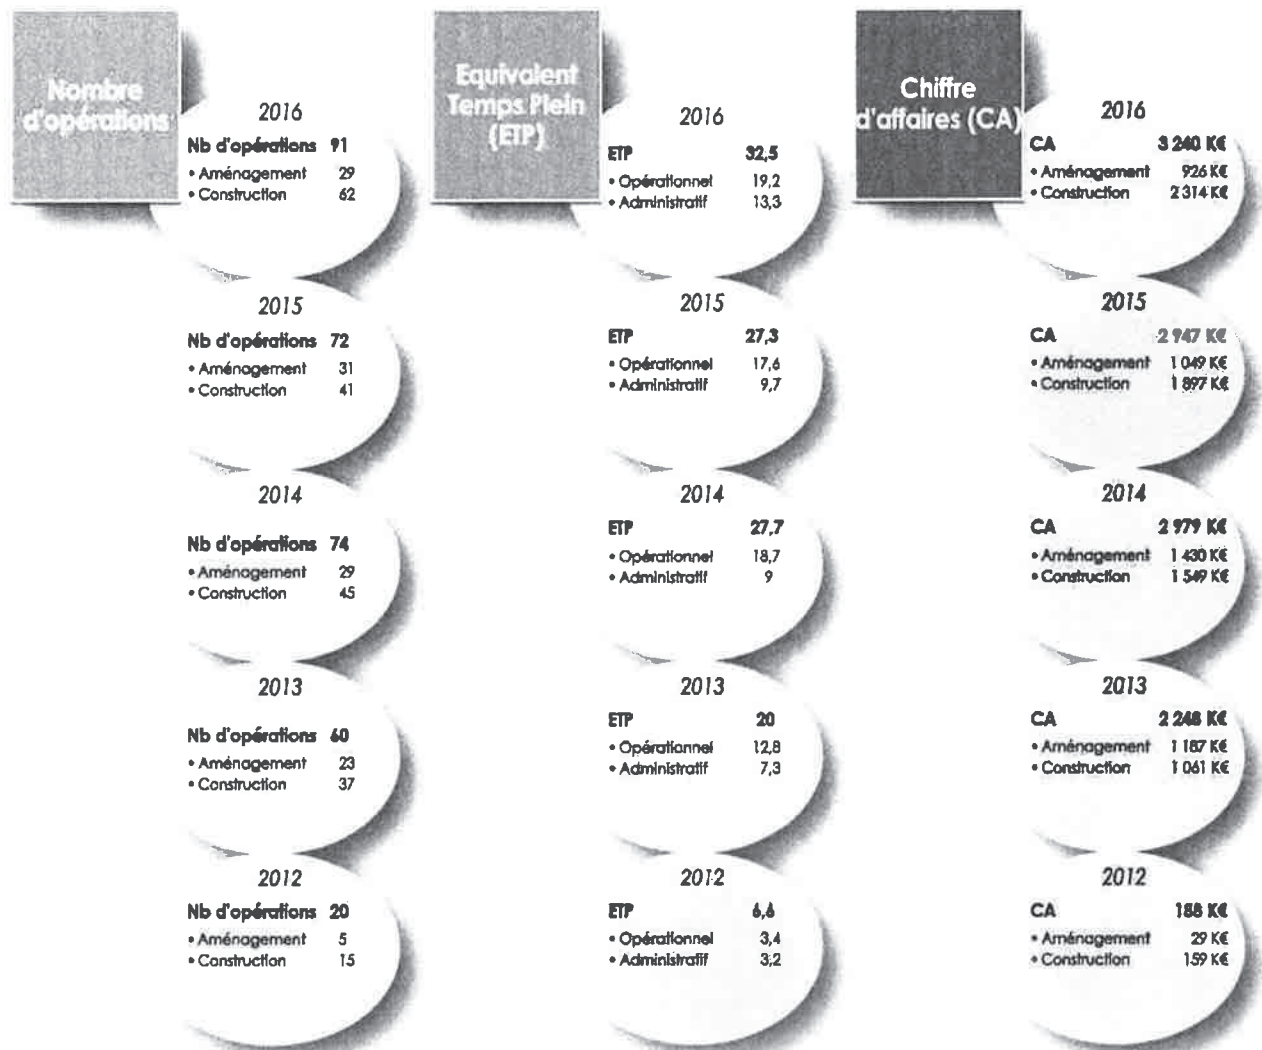 Nombre
d'opérations
2016
Nb d'opérations 91
• Aménagement 29
• Construction 62
2015
Nb d'opérations 72
• Aménagement 31
• Construction 41
2014
Nb d'opérations 74
• Aménagement 29
• Construction 45
2013
Nb d'opérations 60
• Aménagement 23
• Construction 37
2012
Nb d'opérations 20
• Aménagement 5
• Construction 15
Equivalent
Temps Plein
(ETP)
2016
ETP 32,5
• Opérationnel 19,2
• Administratif 13,3
2015
ETP 27,3
• Opérationnel 17,6
• Administratif 9,7
2014
ETP 27,7
• Opérationnel 18,7
• Administratif 9
2013
ETP 20
• Opérationnel 12,8
• Administratif 7,3
2012
ETP 6,6
• Opérationnel 3,4
• Administratif 3,2
Chiffre
d'affaires (CA)
2016
CA 3 240 K€
• Aménagement 926 K€
• Construction 2 314 K€
2015
CA 2 947 K€
• Aménagement 1 049 K€
• Construction 1 897 K€
2014
CA 2 979 K€
• Aménagement 1 430 K€
• Construction 1 549 K€
2013
CA 2 248 K€
• Aménagement 1 187 K€
• Construction 1 061 K€
2012
CA 188 K€
• Aménagement 29 K€
• Construction 159 K€